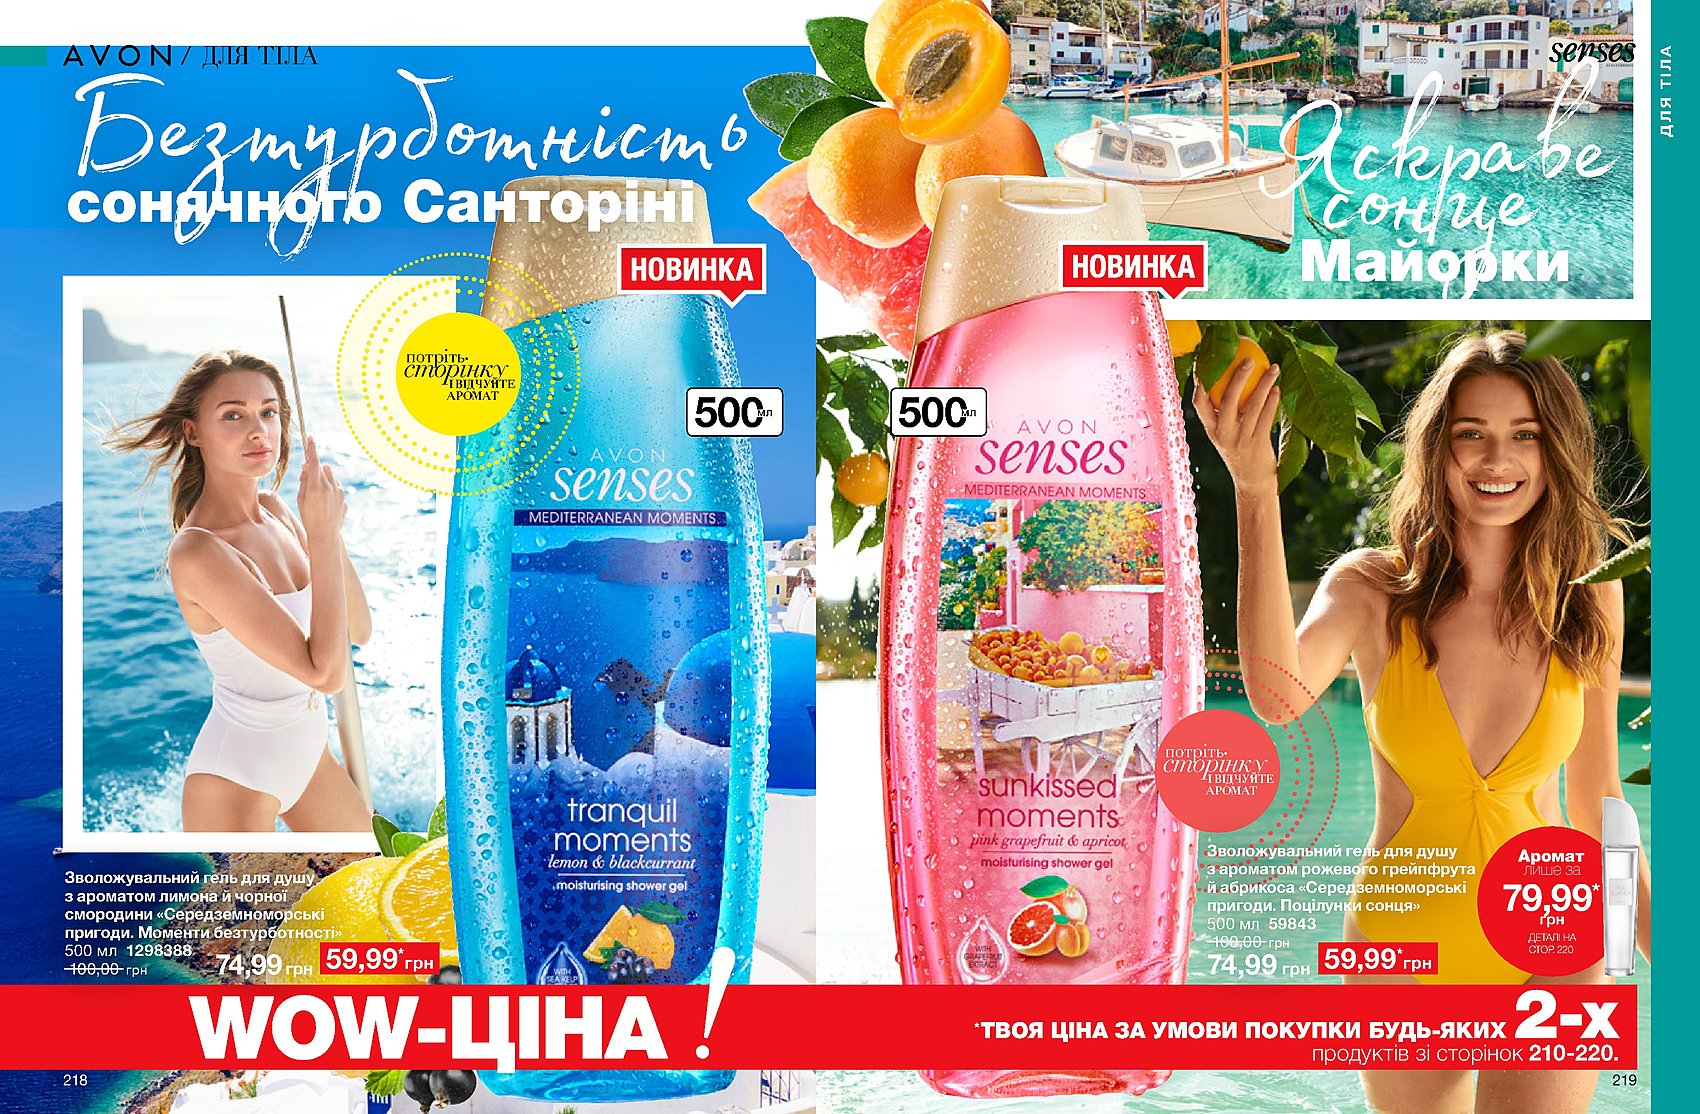 AVON / ДЛЯ ТІЛА
Безтурботність
сонячного Санторіні
НОВИНКА
ПОТРІТЬ
СТОРІНКУ
І ВІДЧУЙТЕ
АРОМАТ
500 МЛ
AVON
senses
MEDITERRANEAN MOMENTS
tranquil
moments
lemon & blackcurrant
moisturising shower gel
WITH
SEA KELP
Зволожувальний гель для душу
з ароматом лимона й чорної
смородини «Середземноморські
пригоди. Моменти безтурботності»
500 мл 1298388
100,00 грн
74,99 грн
59,99* грн
WOW-ЦІНА!
218
senses
ДЛЯ ТІЛА
Яскраве
сонце
Майорки
НОВИНКА
500 МЛ
AVON
senses
MEDITERRANEAN MOMENTS
sunkissed
moments
pink grapefruit & apricot
moisturising shower gel
WITH
GRAPEFRUIT
EXTRACT
ПОТРІТЬ
СТОРІНКУ
І ВІДЧУЙТЕ
АРОМАТ
Зволожувальний гель для душу
з ароматом рожевого грейпфрута
й абрикоса «Середземноморські
пригоди. Поцілунки сонця»
500 мл 59843
100,00 грн
74,99 грн
59,99* грн
Аромат
лише за
79,99*
грн
ДЕТАЛІ НА
СТОР. 220
*ТВОЯ ЦІНА ЗА УМОВИ ПОКУПКИ БУДЬ-ЯКИХ 2-х
продуктів зі сторінок 210-220.
219